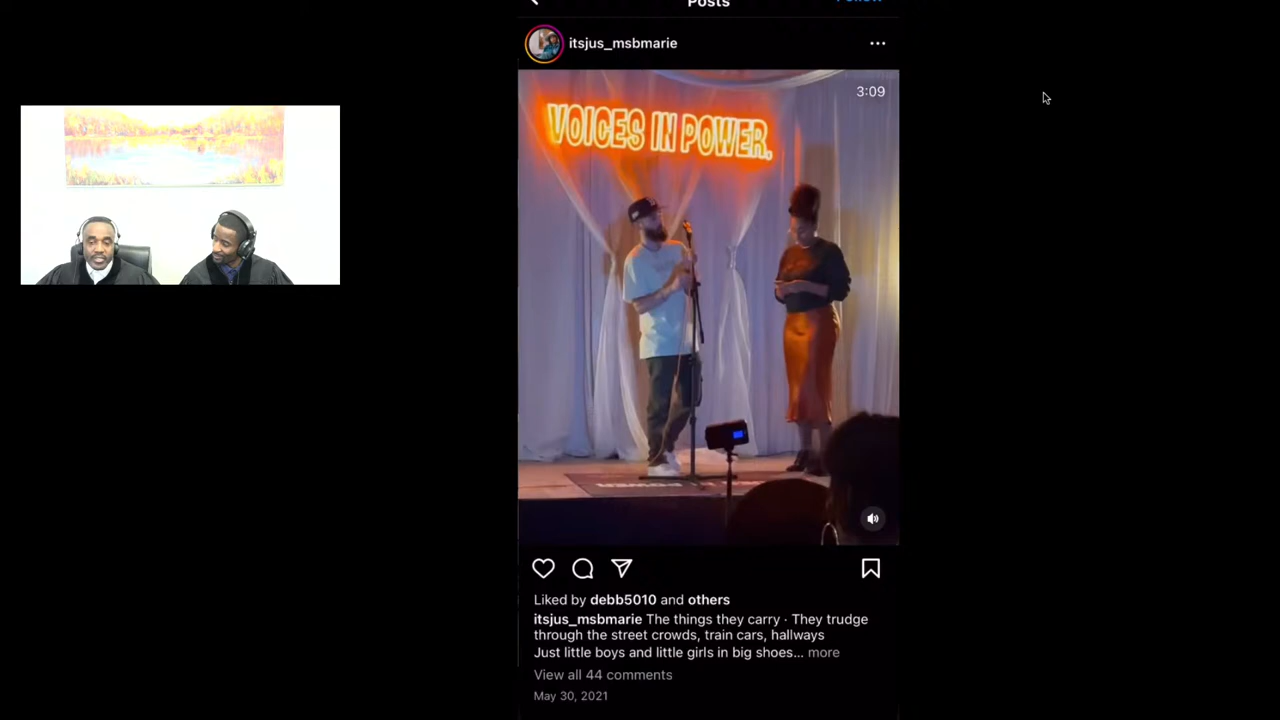 Posts
Follow
itsjus_msbmarie
3:09
VOICES IN POWER.
Liked by debb5010 and others
itsjus_msbmarie The things they carry · They trudge
through the street crowds, train cars, hallways
Just little boys and little girls in big shoes... more
View all 44 comments
May 30, 2021